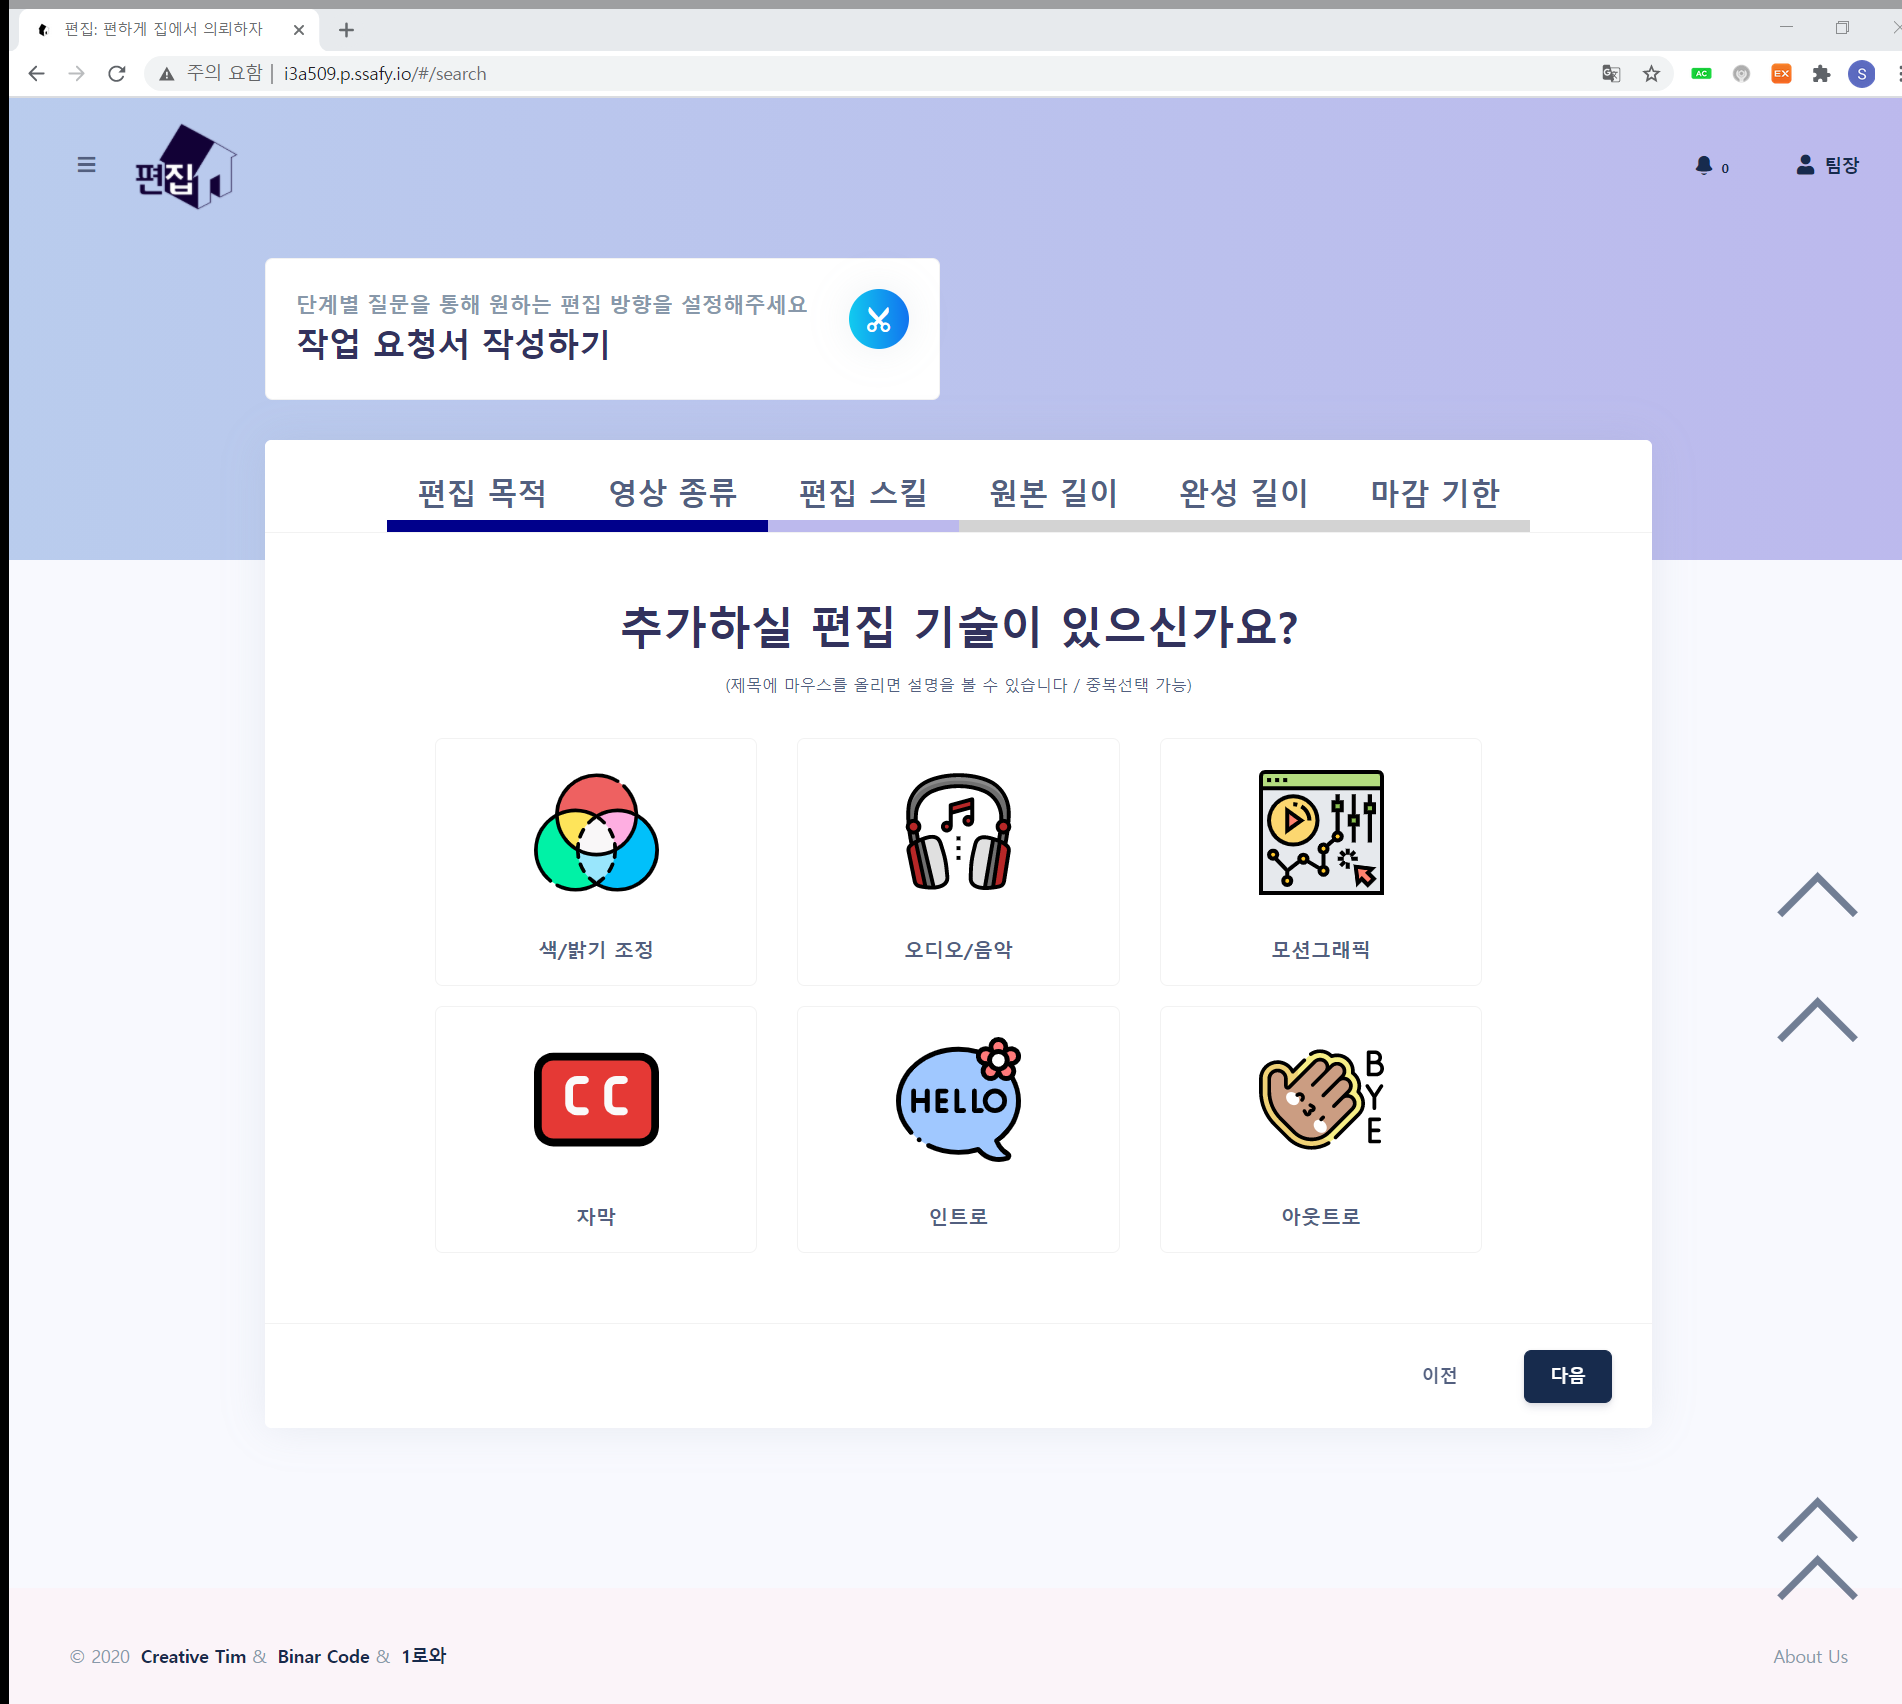 편집: 편하게 집에서 의뢰하자
주의 요함 | i3a509.p.ssafy.io/#/search
AC
EX
S
편집
0
팀장
단계별 질문을 통해 원하는 편집 방향을 설정해주세요
작업 요청서 작성하기
편집 목적 영상 종류 편집 스킬 원본 길이 완성 길이 마감 기한
추가하실 편집 기술이 있으신가요?
(제목에 마우스를 올리면 설명을 볼 수 있습니다 / 중복선택 가능)
색/밝기 조정
오디오/음악
모션그래픽
CC
HELLO
BYE
자막
인트로
아웃트로
이전
다음
© 2020 Creative Tim & Binar Code & 1로와
About Us